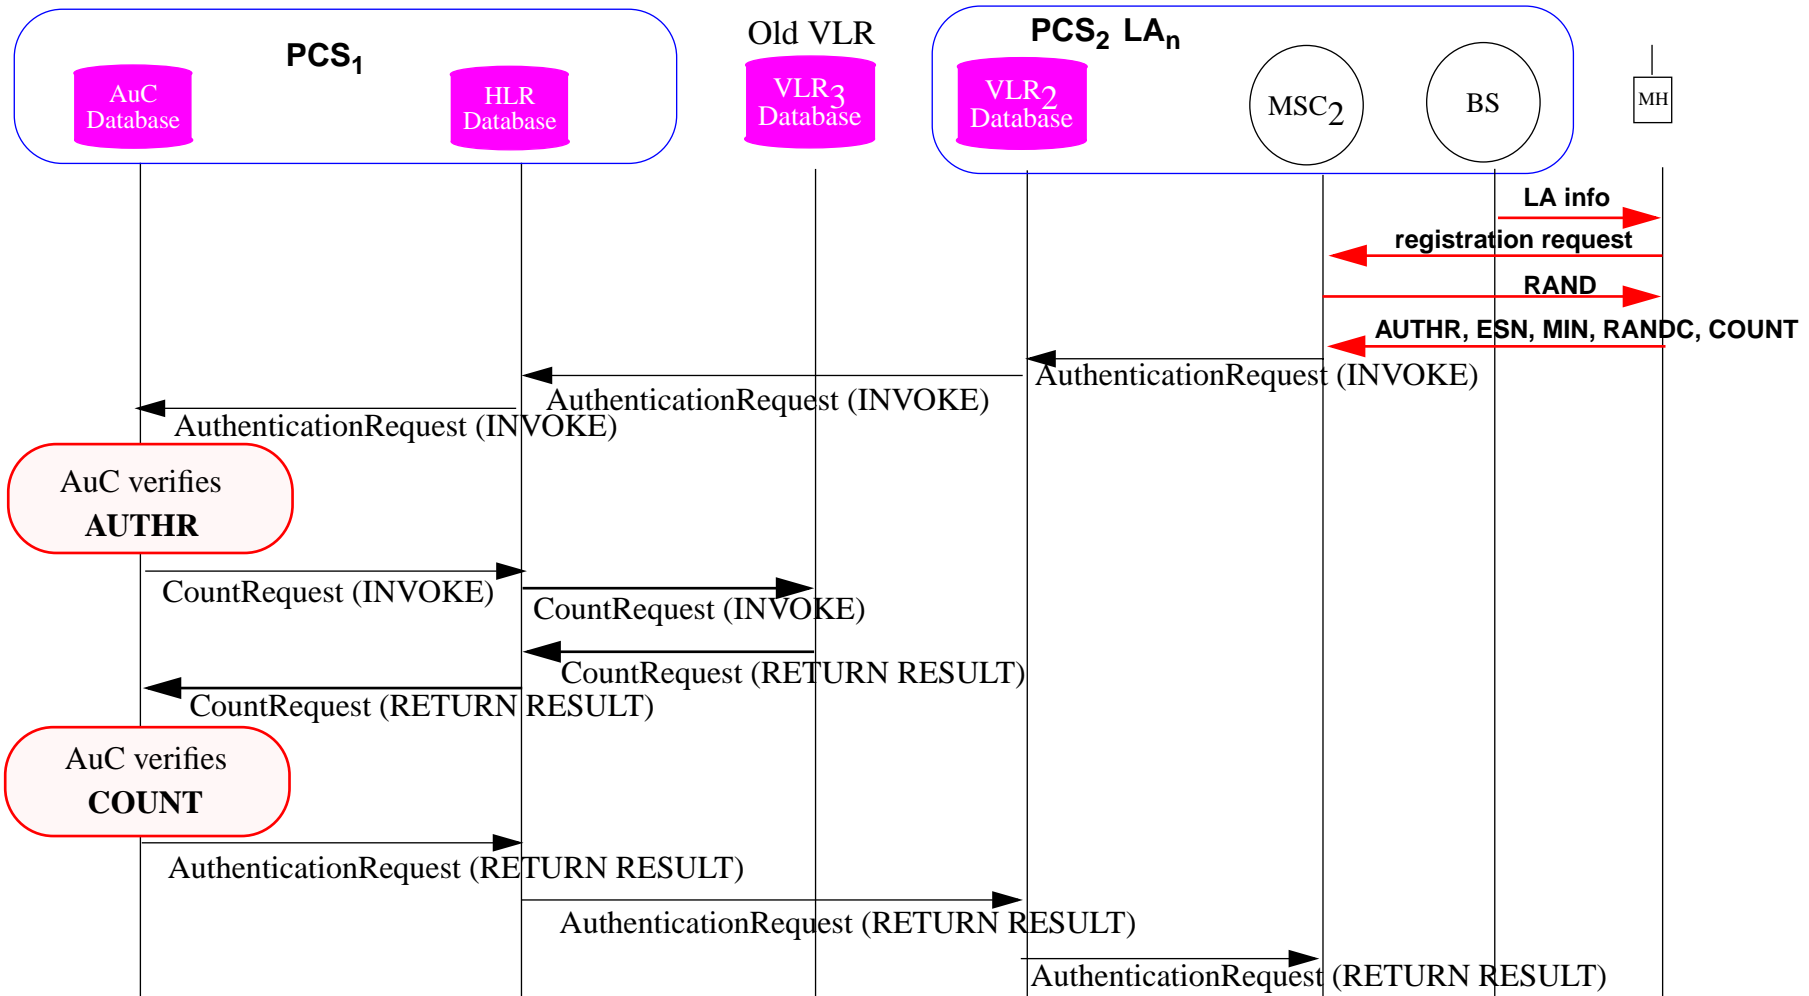 PCS1
Old VLR
PCS2 LAn
AuC
Database
HLR
Database
VLR3
Database
VLR2
Database
MSC2
BS
MH
LA info
registration request
RAND
AUTHR, ESN, MIN, RANDC, COUNT
AuthenticationRequest (INVOKE)
AuthenticationRequest (INVOKE)
AuthenticationRequest (INVOKE)
AuC verifies
AUTHR
CountRequest (INVOKE)
CountRequest (INVOKE)
CountRequest (RETURN RESULT)
CountRequest (RETURN RESULT)
AuC verifies
COUNT
AuthenticationRequest (RETURN RESULT)
AuthenticationRequest (RETURN RESULT)
AuthenticationRequest (RETURN RESULT)